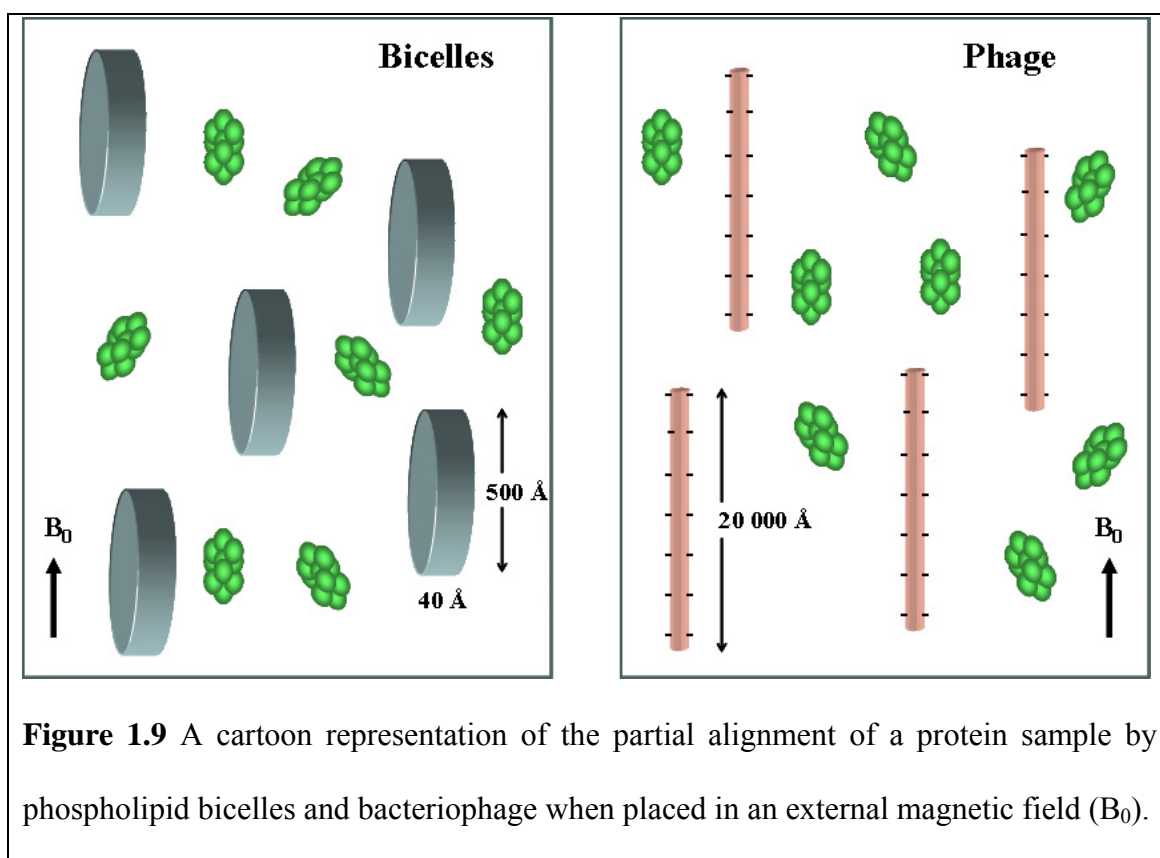 Bicelles
500 Å
40 Å
B₀
Phage
20 000 Å
B₀
Figure 1.9 A cartoon representation of the partial alignment of a protein sample by
phospholipid bicelles and bacteriophage when placed in an external magnetic field (B₀).